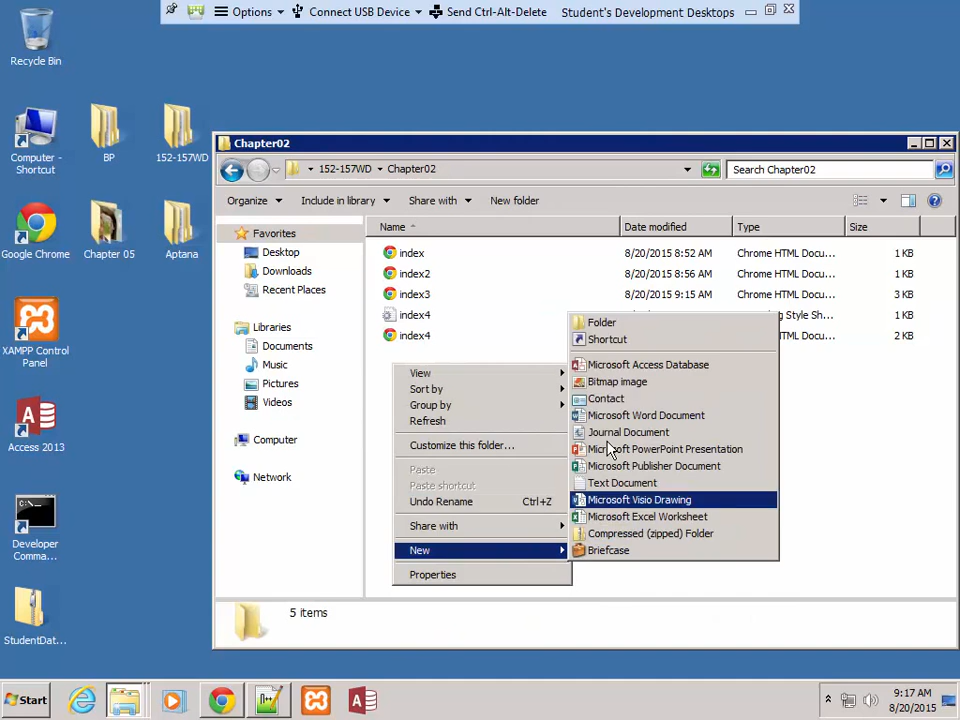 Options
Connect USB Device
Send Ctrl-Alt-Delete
Student's Development Desktops
Recycle Bin
Computer -
Shortcut
BP
152-157WD
Google Chrome
Chapter 05
Aptana
XAMPP Control
Panel
Access 2013
Developer
Comma...
StudentDat...
Chapter02
152-157WD
Chapter02
Search Chapter02
Organize
Include in library
Share with
New folder
Favorites
Desktop
Downloads
Recent Places
Libraries
Documents
Music
Pictures
Videos
Computer
Network
Name
Date modified
Type
Size
index
8/20/2015 8:52 AM
Chrome HTML Docu...
1 KB
index2
8/20/2015 8:56 AM
Chrome HTML Docu...
1 KB
index3
8/20/2015 9:15 AM
Chrome HTML Docu...
3 KB
index4
Style Sh...
1 KB
index4
Chrome HTML Docu...
2 KB
View
Sort by
Group by
Refresh
Customize this folder...
Paste
Paste shortcut
Undo Rename
Ctrl+Z
Share with
New
Properties
Folder
Shortcut
Microsoft Access Database
Bitmap image
Contact
Microsoft Word Document
Journal Document
Microsoft PowerPoint Presentation
Microsoft Publisher Document
Text Document
Microsoft Visio Drawing
Microsoft Excel Worksheet
Compressed (zipped) Folder
Briefcase
5 items
Start
9:17 AM
8/20/2015